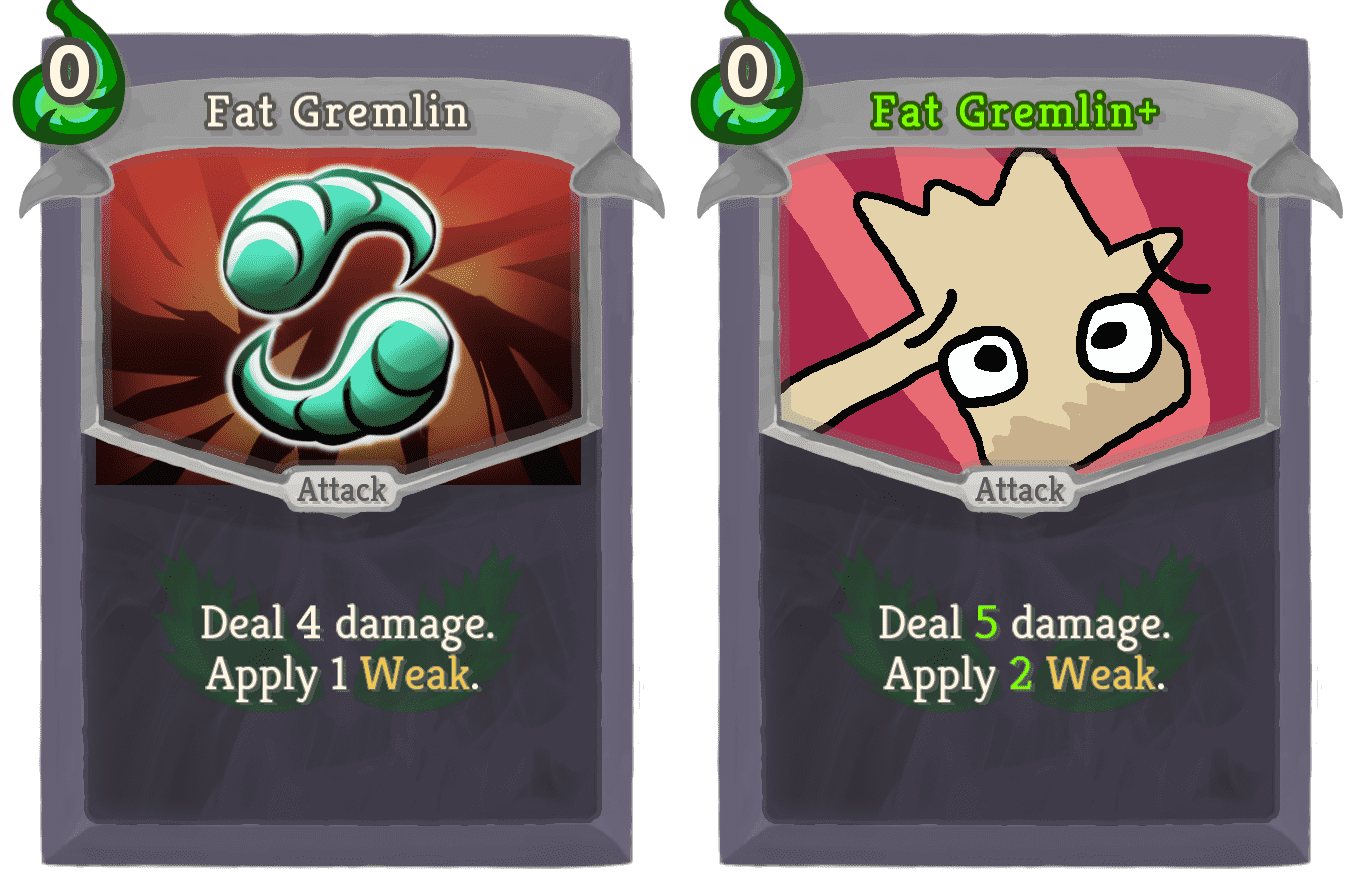 0
Fat Gremlin
Attack
Deal 4 damage.
Apply 1 Weak.
0
Fat Gremlin+
Attack
Deal 5 damage.
Apply 2 Weak.